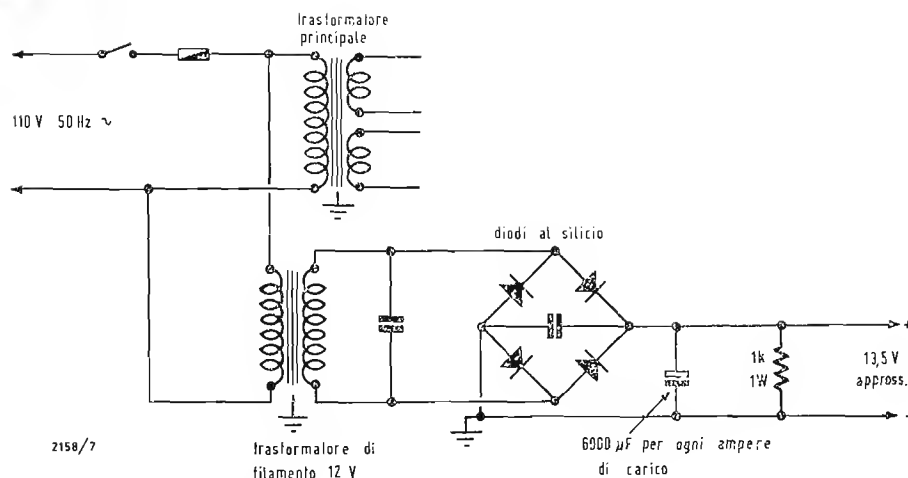 trasformatore
principale
110 V 50 Hz ~
diodi al silicio
1k
1W
+
13,5 V
appross.
-
6000 µF per ogni ampere
di carico
2158/7
trasformatore di
filamento 12 V